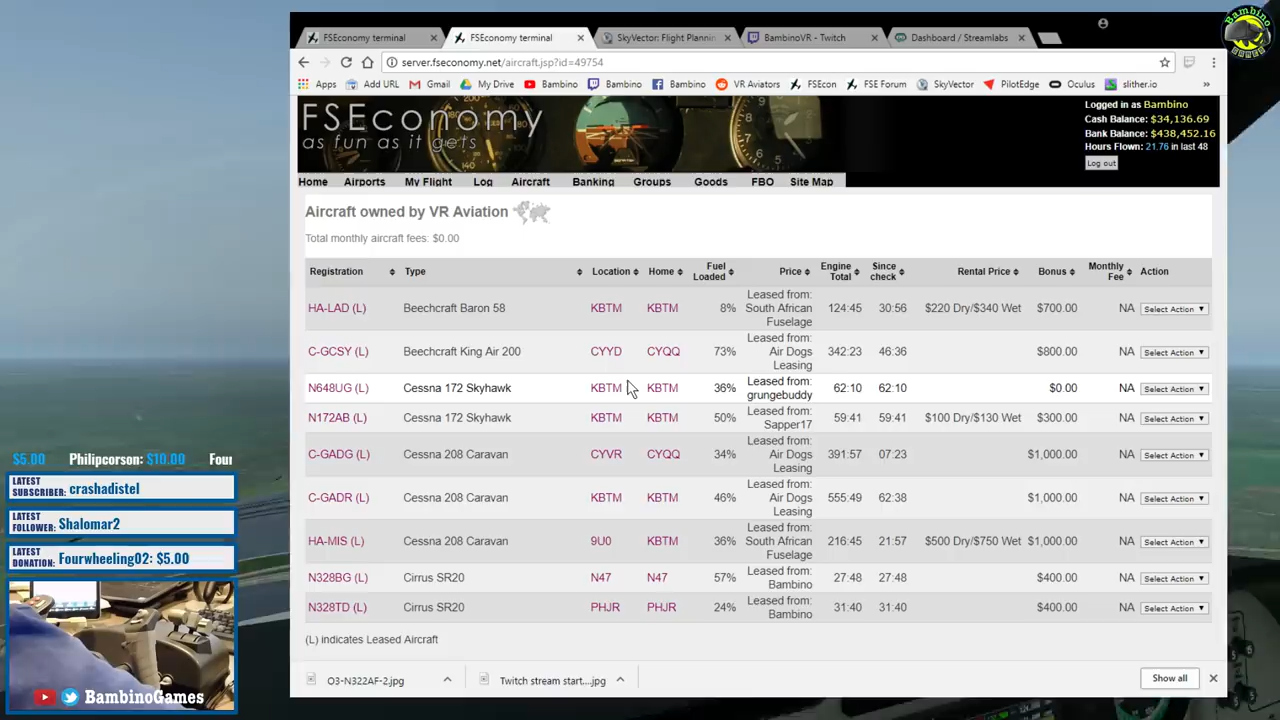 FSEconomy terminal × FSEconomy terminal × SkyVector: Flight Plannin × BambinoVR - Twitch × Dashboard / Streamlabs ×
server.fseconomy.net/aircraft.jsp?id=49754
Apps Add URL Gmail My Drive Bambino Bambino Bambino VR Aviators FSEcon FSE Forum SkyVector PilotEdge Oculus slither.io »
FSEconomy
as fun as it gets
Logged in as Bambino
Cash Balance: $34,136.69
Bank Balance: $438,452.16
Hours Flown: 21.76 in last 48
Log out
Home Airports My Flight Log Aircraft Banking Groups Goods FBO Site Map
Aircraft owned by VR Aviation
Total monthly aircraft fees: $0.00
Registration Type Location Home Fuel Loaded Price Engine Total Since check Rental Price Bonus Monthly Fee Action
HA-LAD (L) Beechcraft Baron 58 KBTM KBTM 8% Leased from: South African Fuselage 124:45 30:56 $220 Dry/$340 Wet $700.00 NA Select Action
C-GCSY (L) Beechcraft King Air 200 CYYD CYQQ 73% Leased from: Air Dogs Leasing 342:23 46:36 $800.00 NA Select Action
N648UG (L) Cessna 172 Skyhawk KBTM KBTM 36% Leased from: grungebuddy 62:10 62:10 $0.00 NA Select Action
N172AB (L) Cessna 172 Skyhawk KBTM KBTM 50% Leased from: Sapper17 59:41 59:41 $100 Dry/$130 Wet $300.00 NA Select Action
C-GADG (L) Cessna 208 Caravan CYVR CYQQ 34% Leased from: Air Dogs Leasing 391:57 07:23 $1,000.00 NA Select Action
C-GADR (L) Cessna 208 Caravan KBTM KBTM 46% Leased from: Air Dogs Leasing 555:49 62:38 $1,000.00 NA Select Action
HA-MIS (L) Cessna 208 Caravan 9U0 KBTM 36% Leased from: South African Fuselage 216:45 21:57 $500 Dry/$750 Wet $1,000.00 NA Select Action
N328BG (L) Cirrus SR20 N47 N47 57% Leased from: Bambino 27:48 27:48 $400.00 NA Select Action
N328TD (L) Cirrus SR20 PHJR PHJR 24% Leased from: Bambino 31:40 31:40 $400.00 NA Select Action
(L) indicates Leased Aircraft
O3-N322AF-2.jpg Twitch stream start....jpg Show all ×
$5.00 Philipcorson: $10.00 Four
LATEST SUBSCRIBER: crashadistel
LATEST FOLLOWER: Shalomar2
LATEST DONATION: Fourwheeling02: $5.00
BambinoGames
Bambino
GAMES